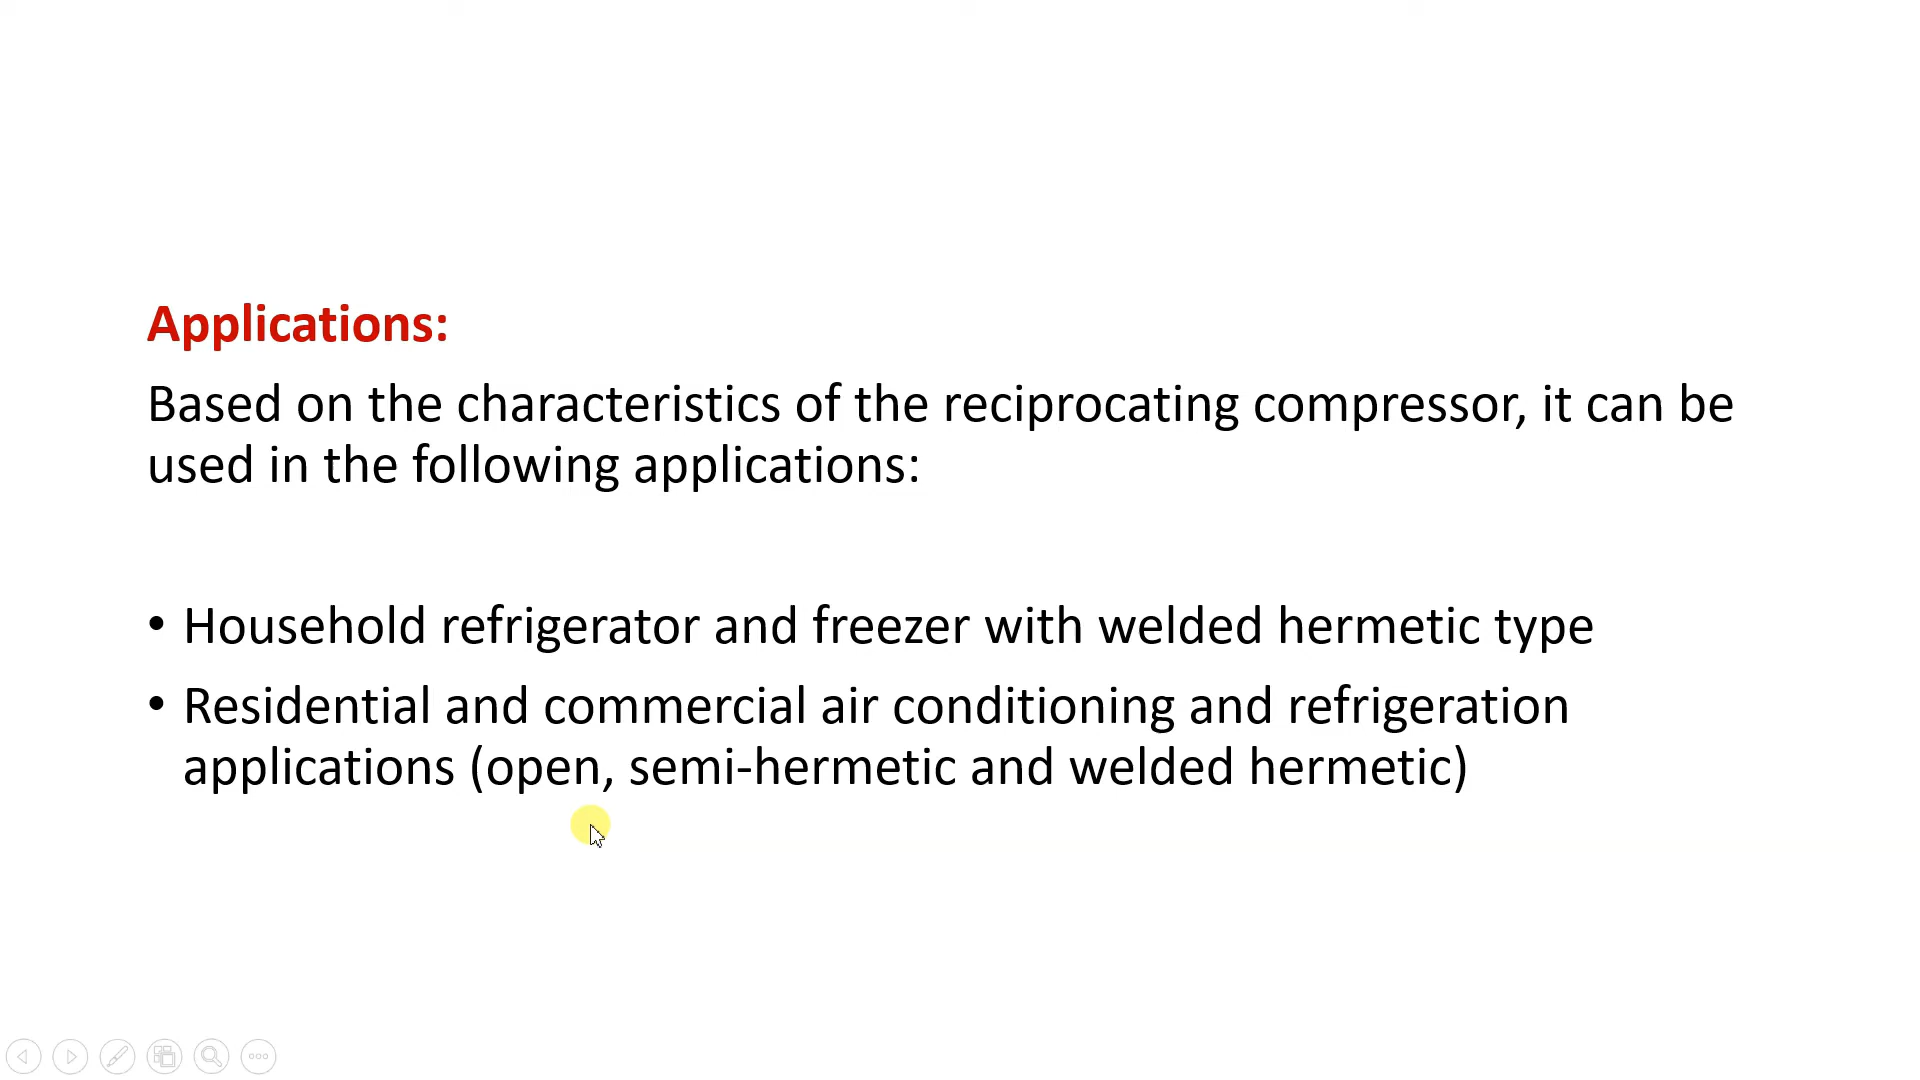 Applications:
Based on the characteristics of the reciprocating compressor, it can be
used in the following applications:
• Household refrigerator and freezer with welded hermetic type
• Residential and commercial air conditioning and refrigeration
applications (open, semi-hermetic and welded hermetic)